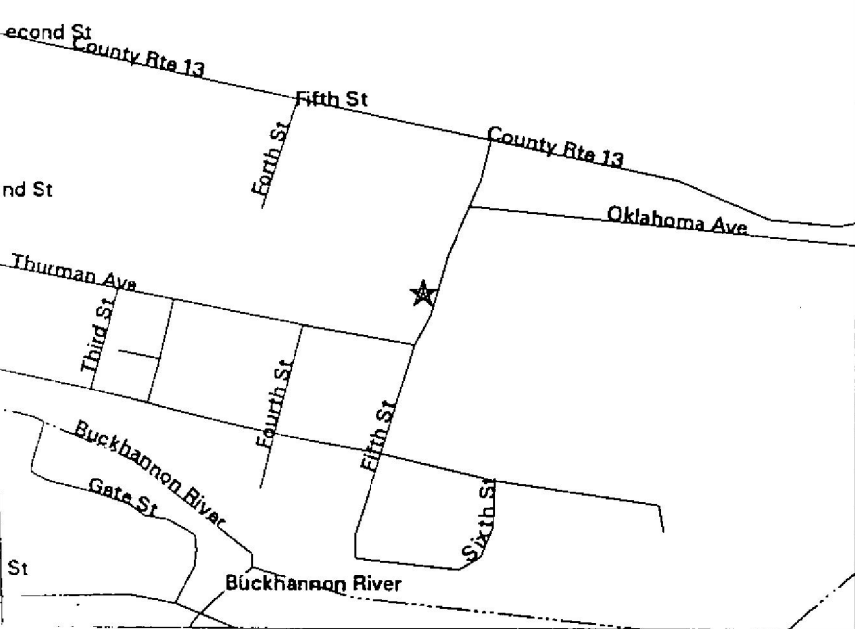 econd St
County Rte 13
Fifth St
Forth St
County Rte 13
nd St
Oklahoma Ave
Thurman Ave
Third St
Fourth St
Fifth St
Buckhannon River
Gate St
Sixth St
St
Buckhannon River